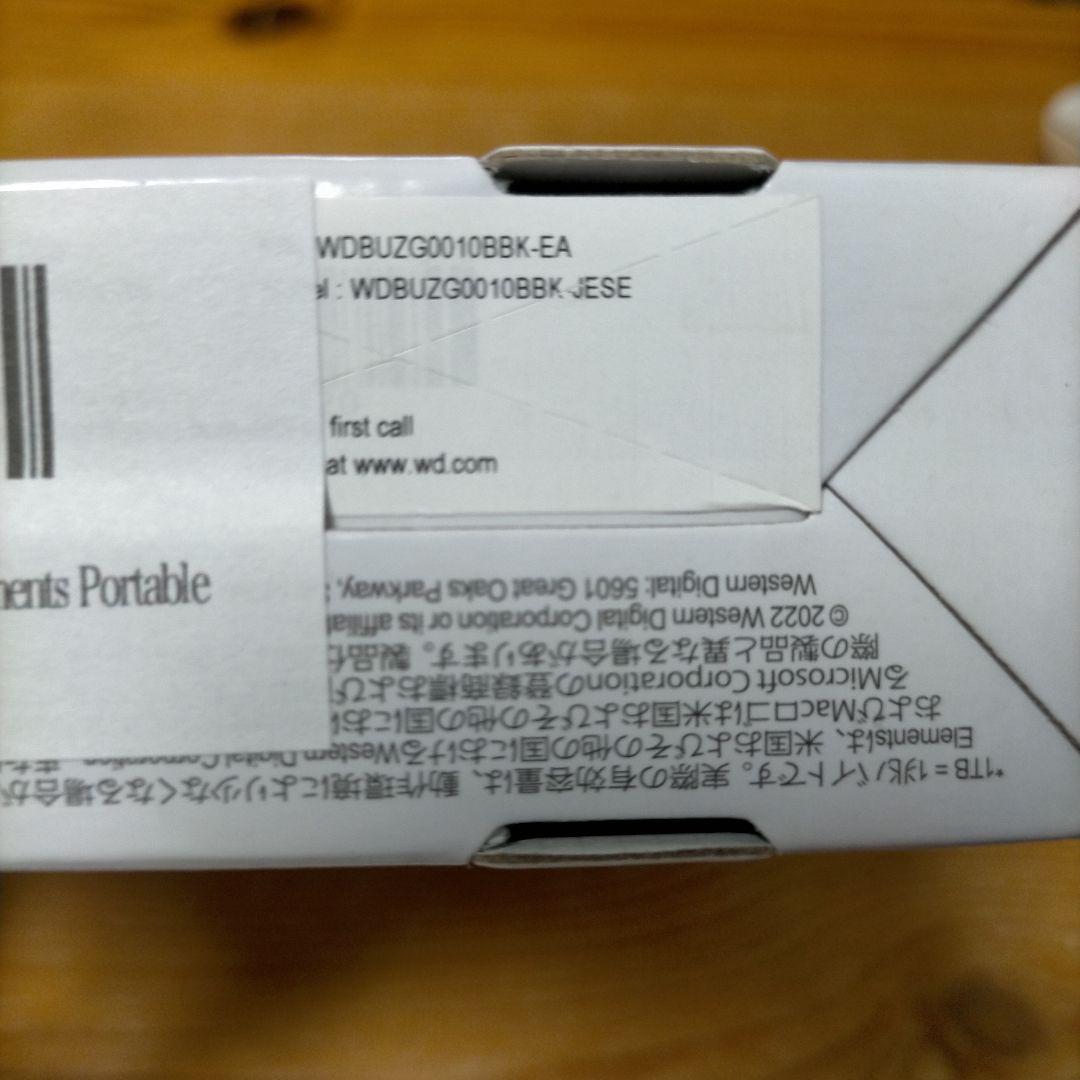 WDBUZG0010BBK-EA
el : WDBUZG0010BBK-JESE
first call
at www.wd.com
ents Portable
*1TB = 1兆バイトです。実際の有効容量は、動作環境により少なくなる場合が
Elementsは、米国およびその他の国におけるWestern Digital Corporation
およびMacロゴは米国およびその他の国にお
るMicrosoft Corporationの登録商標および
際の製品と異なる場合があります。製品
© 2022 Western Digital Corporation or its affilia
Western Digital: 5601 Great Oaks Parkway,